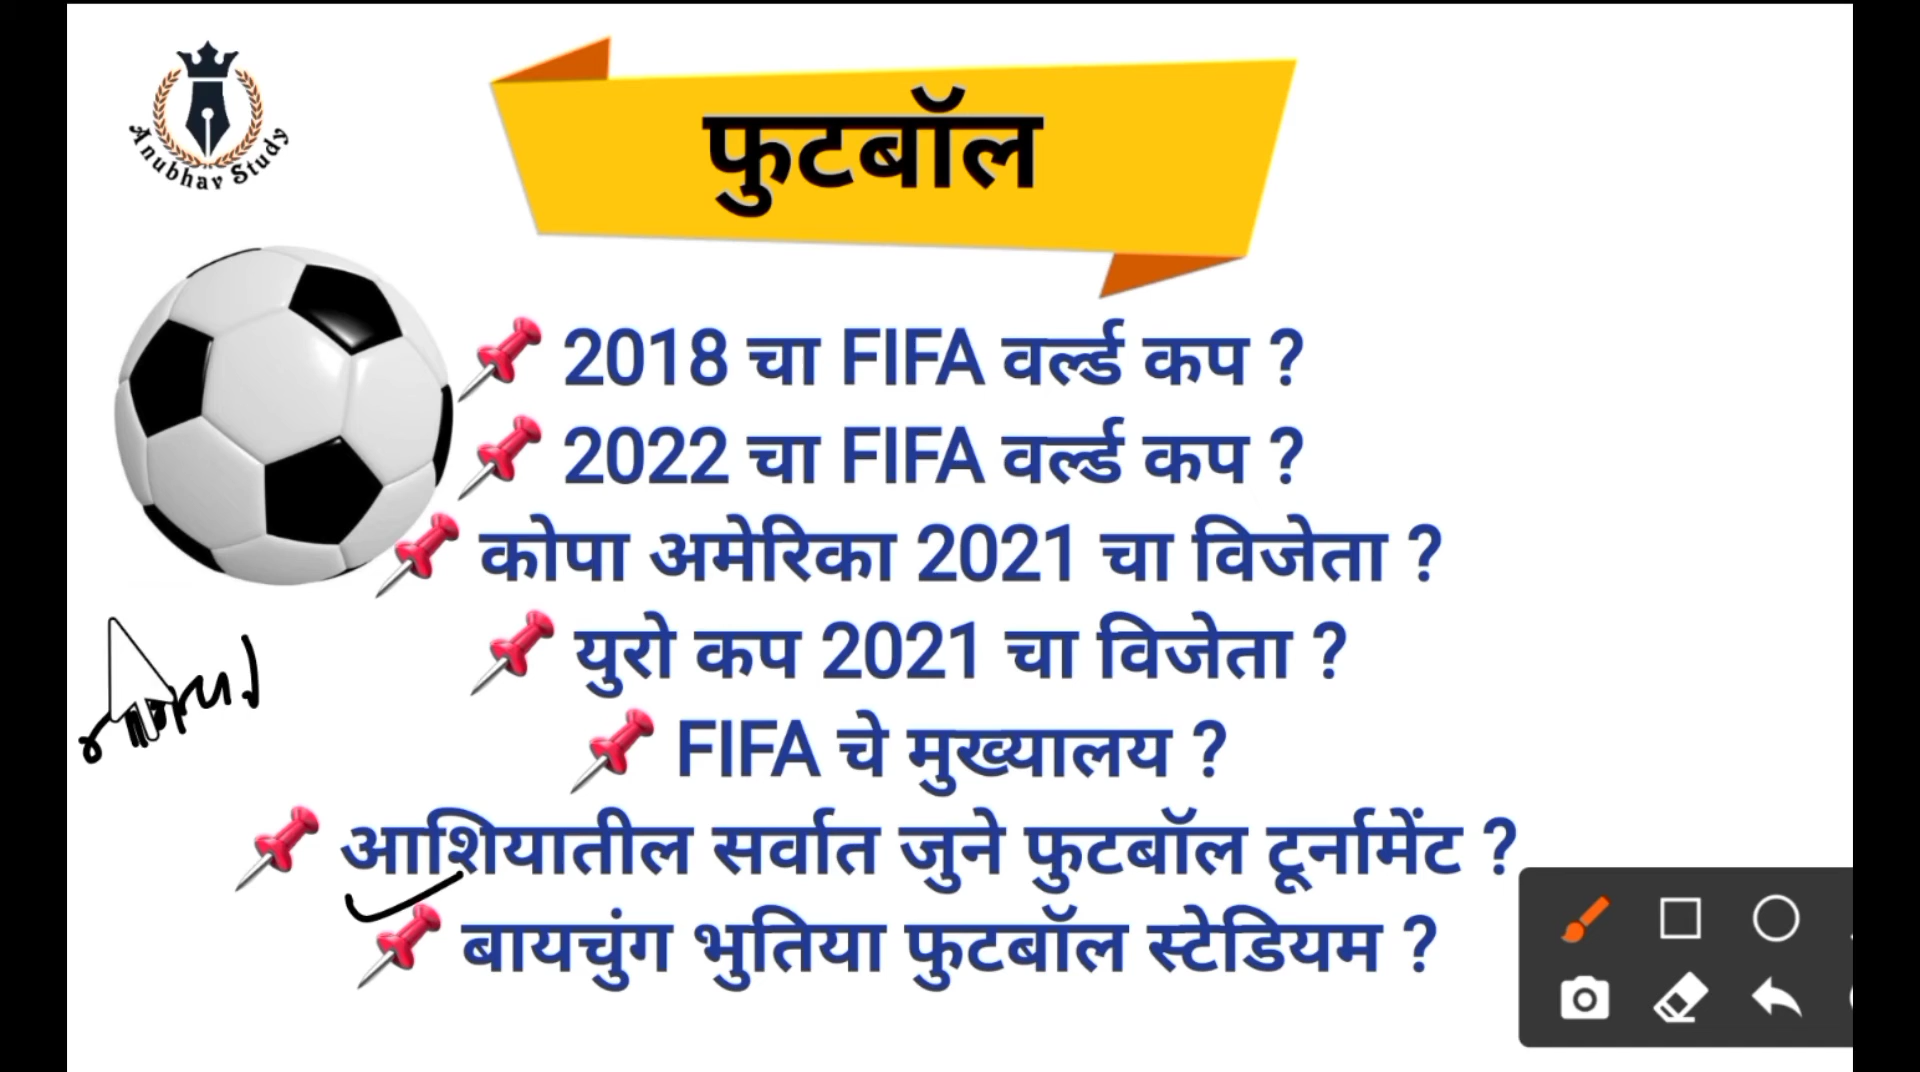 Anubhav Study
फुटबॉल
2018 चा FIFA वर्ल्ड कप ?
2022 चा FIFA वर्ल्ड कप ?
कोपा अमेरिका 2021 चा विजेता ?
युरो कप 2021 चा विजेता ?
FIFA चे मुख्यालय ?
आशियातील सर्वात जुने फुटबॉल टूर्नामेंट ?
बायचुंग भुतिया फुटबॉल स्टेडियम ?